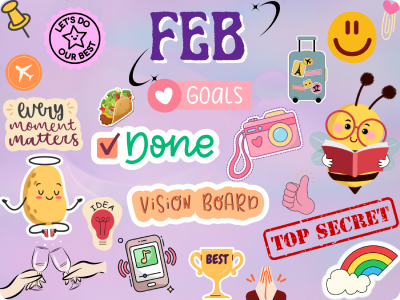 LET'S DO
OUR BEST
FEB
GOALS
every
moment
matters
Done
IDEA
VISION BOARD
TOP SECRET
BEST